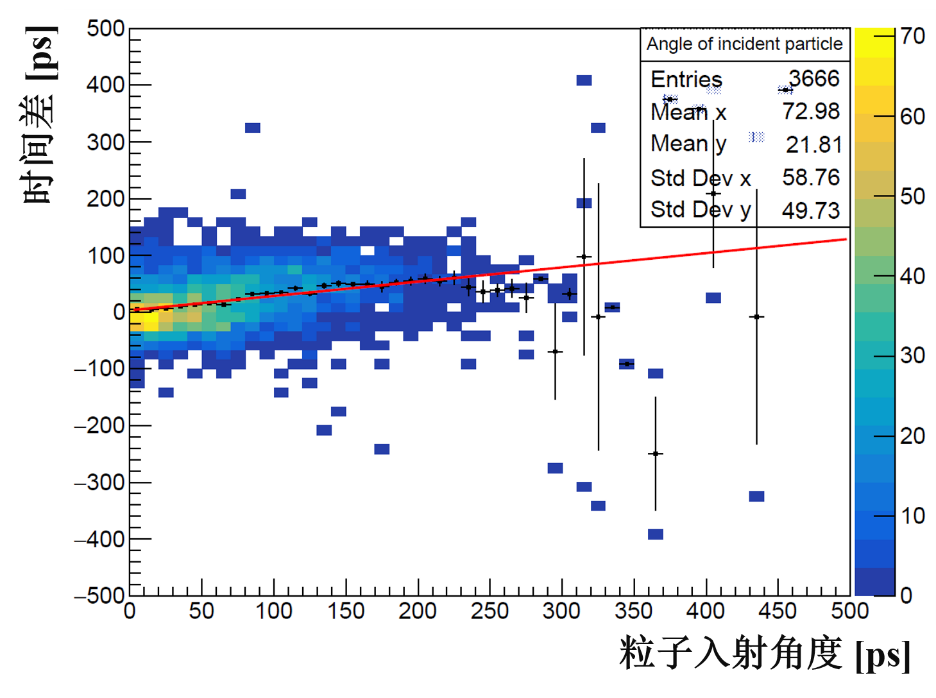 时间差 [ps]
500
400
300
200
100
0
−100
−200
−300
−400
−500
Angle of incident particle
Entries 3666
Mean x 72.98
Mean y 21.81
Std Dev x 58.76
Std Dev y 49.73
70
60
50
40
30
20
10
0
0 50 100 150 200 250 300 350 400 450 500
粒子入射角度 [ps]